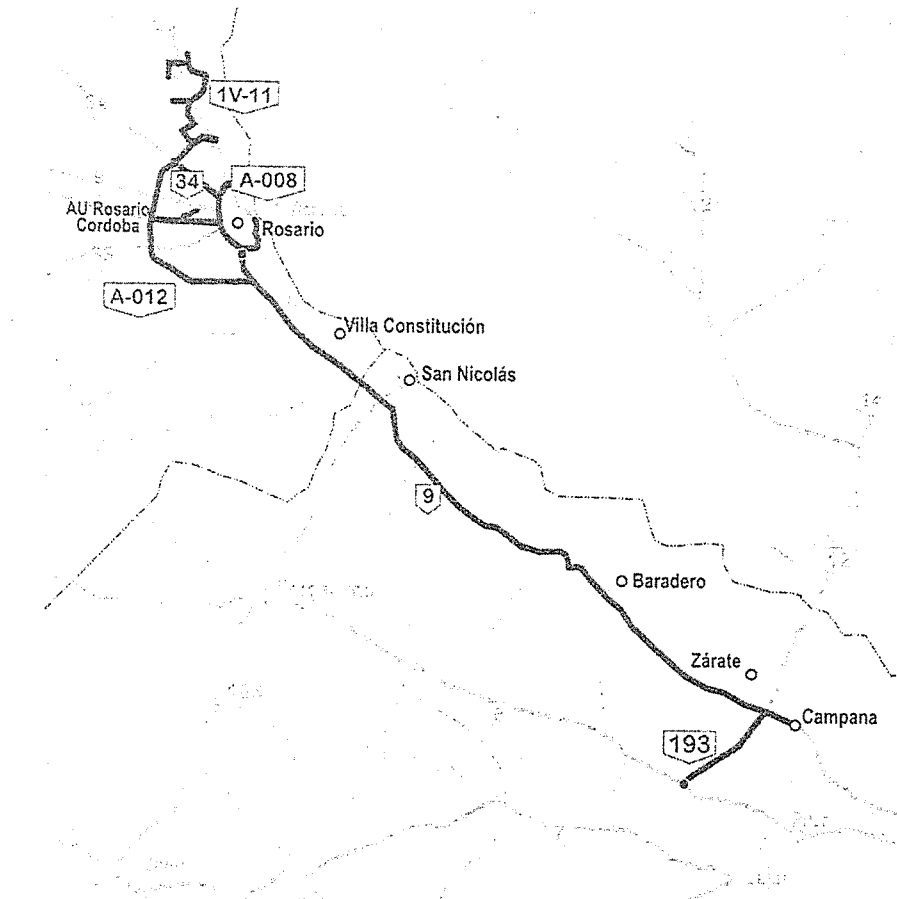 1V-11
34
A-008
AU Rosario
Cordoba
Rosario
A-012
Villa Constitución
San Nicolás
9
Baradero
Zárate
Campana
193